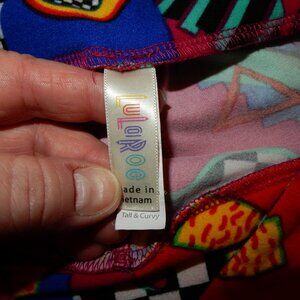 LuLaRoe
ade in
ietnam
Tall & Curvy